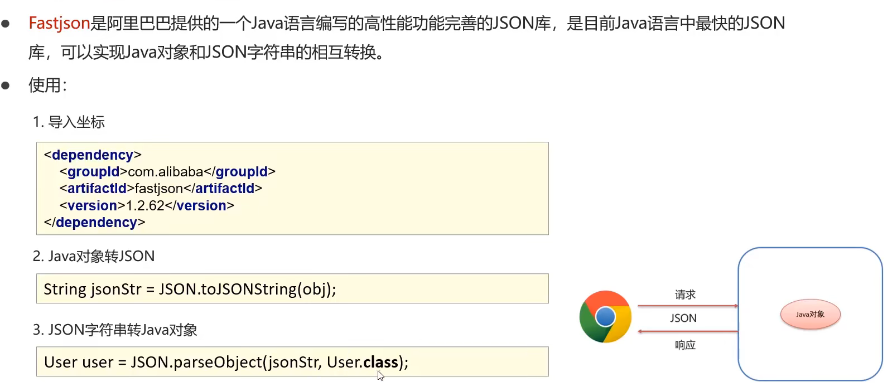 ● Fastjson是阿里巴巴提供的一个Java语言编写的高性能功能完善的JSON库，是目前Java语言中最快的JSON
库，可以实现Java对象和JSON字符串的相互转换。
● 使用：
1. 导入坐标
<dependency>
<groupId>com.alibaba</groupId>
<artifactId>fastjson</artifactId>
<version>1.2.62</version>
</dependency>
2. Java对象转JSON
String jsonStr = JSON.toJSONString(obj);
3. JSON字符串转Java对象
User user = JSON.parseObject(jsonStr, User.class);
请求
JSON
响应
Java对象